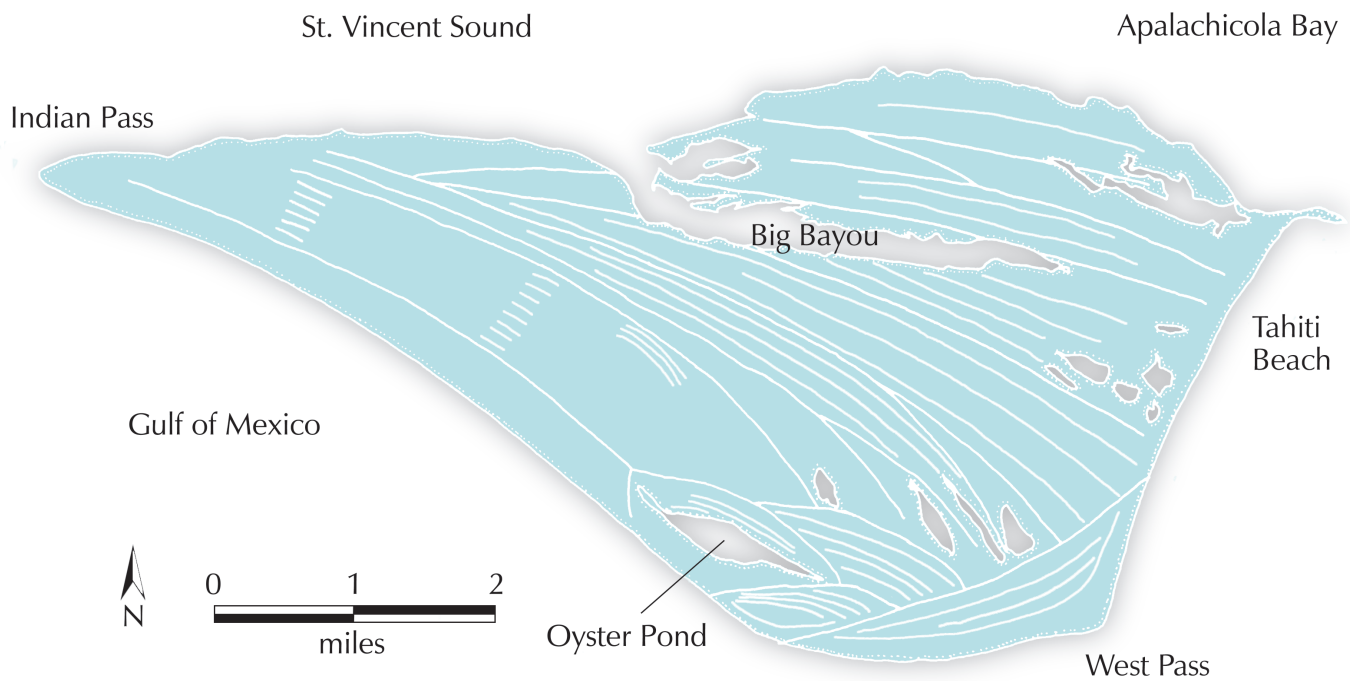 St. Vincent Sound
Apalachicola Bay
Indian Pass
Big Bayou
Tahiti
Beach
Gulf of Mexico
N
0 1 2
miles
Oyster Pond
West Pass